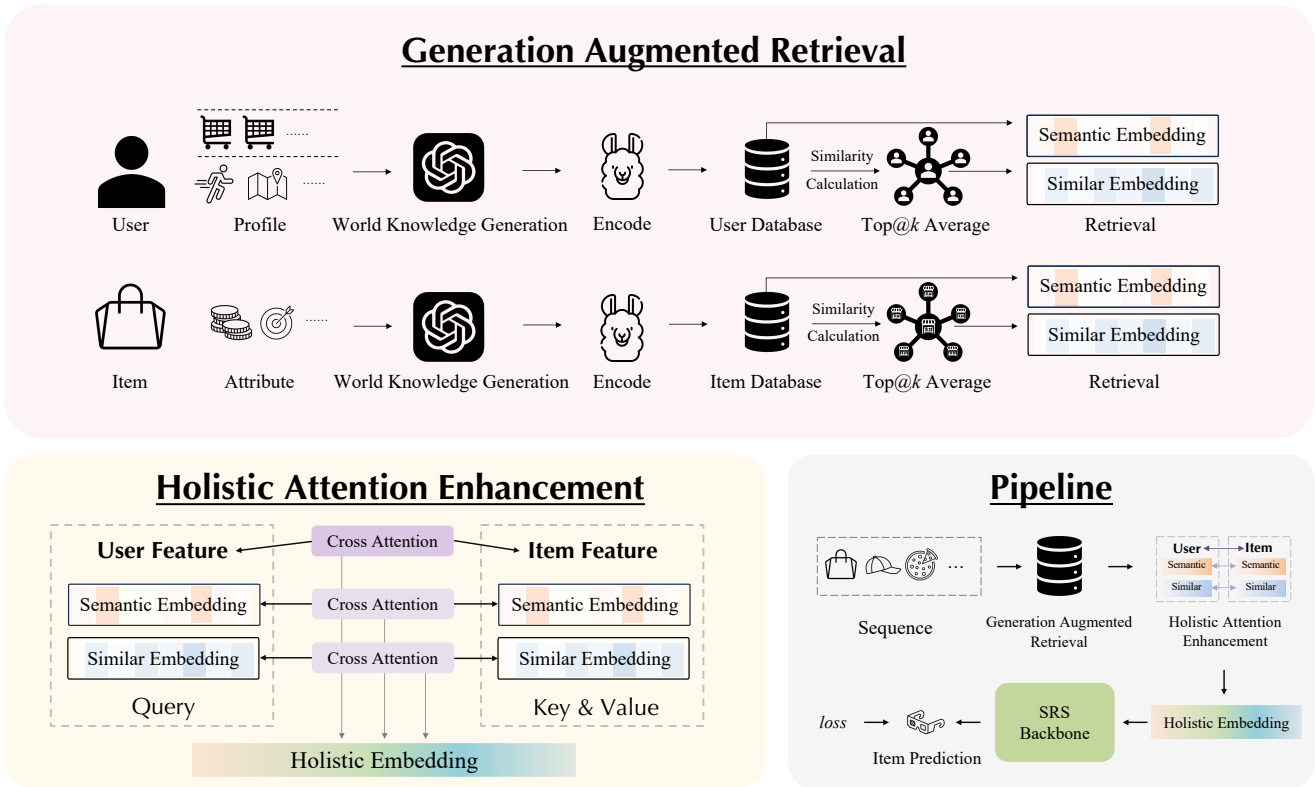 Generation Augmented Retrieval
......
......
User
Profile
World Knowledge Generation
Encode
User Database
Similarity
Calculation
Top@k Average
Semantic Embedding
Similar Embedding
Retrieval
......
Item
Attribute
World Knowledge Generation
Encode
Item Database
Similarity
Calculation
Top@k Average
Semantic Embedding
Similar Embedding
Retrieval
Holistic Attention Enhancement
User Feature
Cross Attention
Item Feature
Semantic Embedding
Cross Attention
Semantic Embedding
Similar Embedding
Cross Attention
Similar Embedding
Query
Key & Value
Holistic Embedding
Pipeline
...
Sequence
Generation Augmented
Retrieval
User
Item
Semantic
Semantic
Similar
Similar
Holistic Attention
Enhancement
loss
Item Prediction
SRS
Backbone
Holistic Embedding